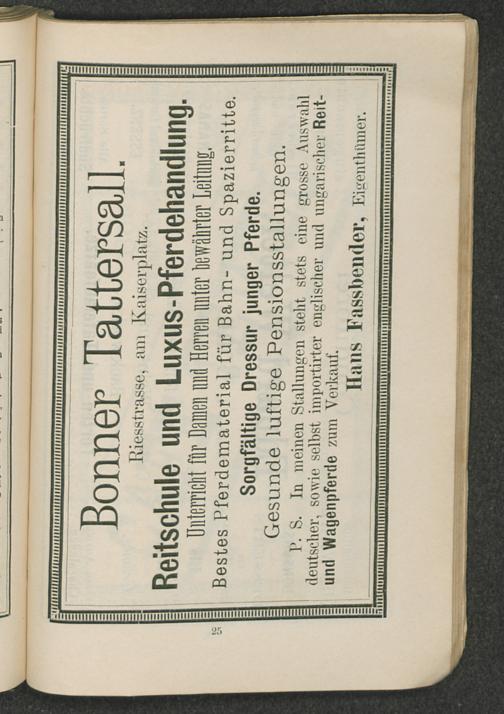 Bonner Tattersall.
Riesstrasse, am Kaiserplatz.
Reitschule und Luxus-Pferdehandlung.
Unterricht für Damen und Herren unter bewährter Leitung.
Bestes Pferdematerial für Bahn- und Spazierritte.
Sorgfältige Dressur junger Pferde.
Gesunde luftige Pensionsstallungen.
P. S. In meinen Stallungen steht stets eine grosse Auswahl
deutscher, sowie selbst importirter englischer und ungarischer Reit-
und Wagenpferde zum Verkauf.
Hans Fassbender, Eigenthümer.
25